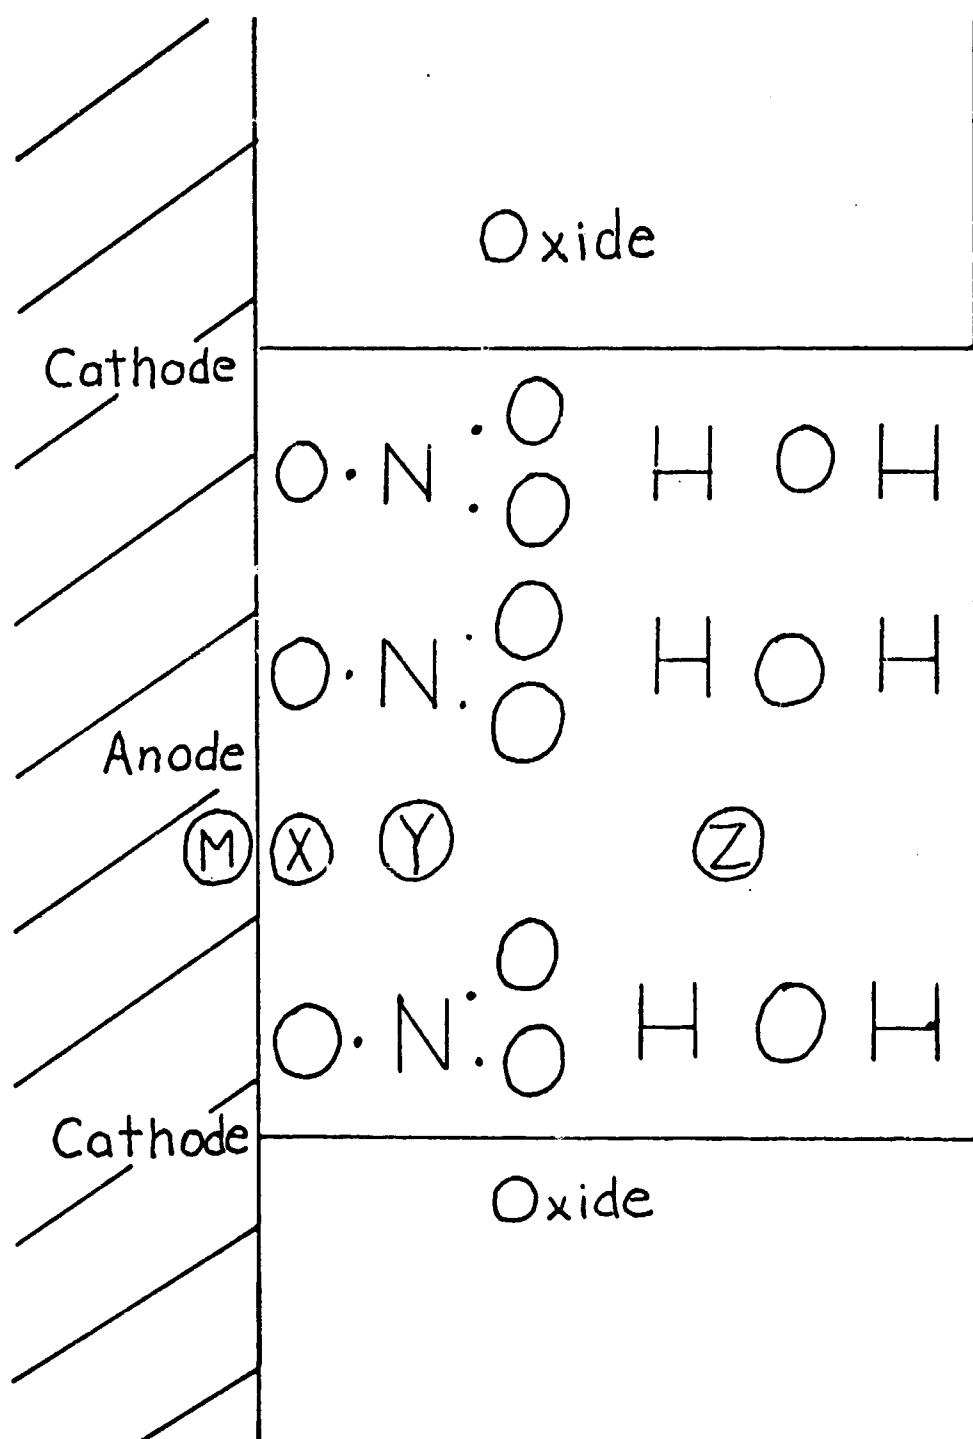 Oxide
Cathode
O · N : O O H O H
O · N : O O H O H
Anode
M X Y Z
O · N : O O H O H
Cathode
Oxide